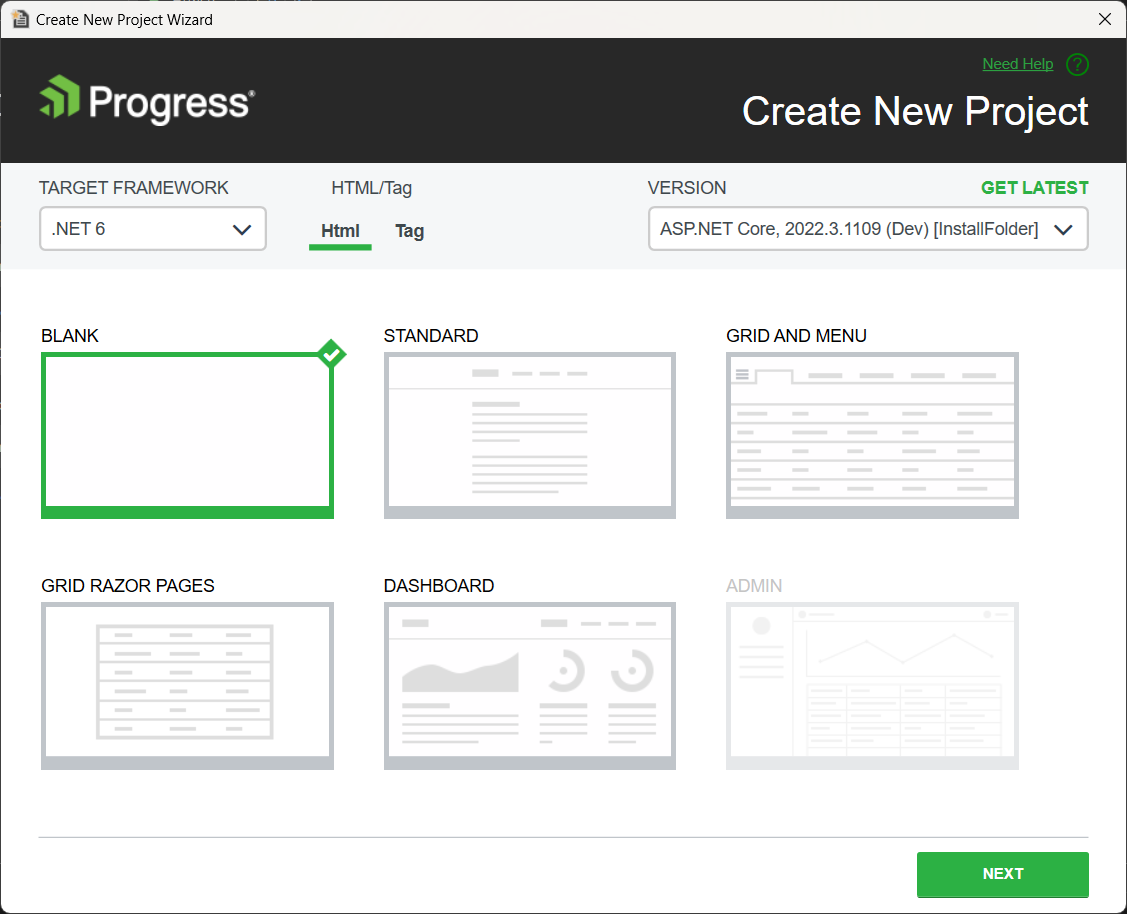 Create New Project Wizard
Need Help ?
Progress®
Create New Project
TARGET FRAMEWORK
HTML/Tag
VERSION
GET LATEST
.NET 6
Html
Tag
ASP.NET Core, 2022.3.1109 (Dev) [InstallFolder]
BLANK
STANDARD
GRID AND MENU
GRID RAZOR PAGES
DASHBOARD
ADMIN
NEXT